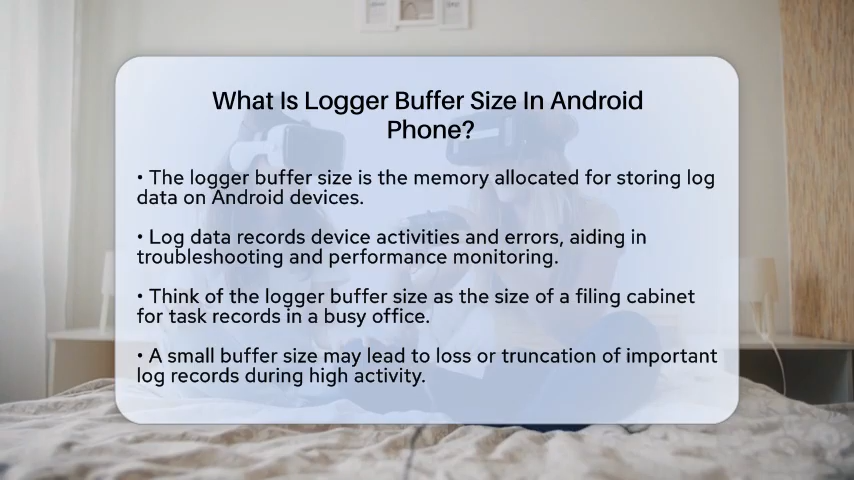 What Is Logger Buffer Size In Android
Phone?
• The logger buffer size is the memory allocated for storing log
data on Android devices.
• Log data records device activities and errors, aiding in
troubleshooting and performance monitoring.
• Think of the logger buffer size as the size of a filing cabinet
for task records in a busy office.
• A small buffer size may lead to loss or truncation of important
log records during high activity.